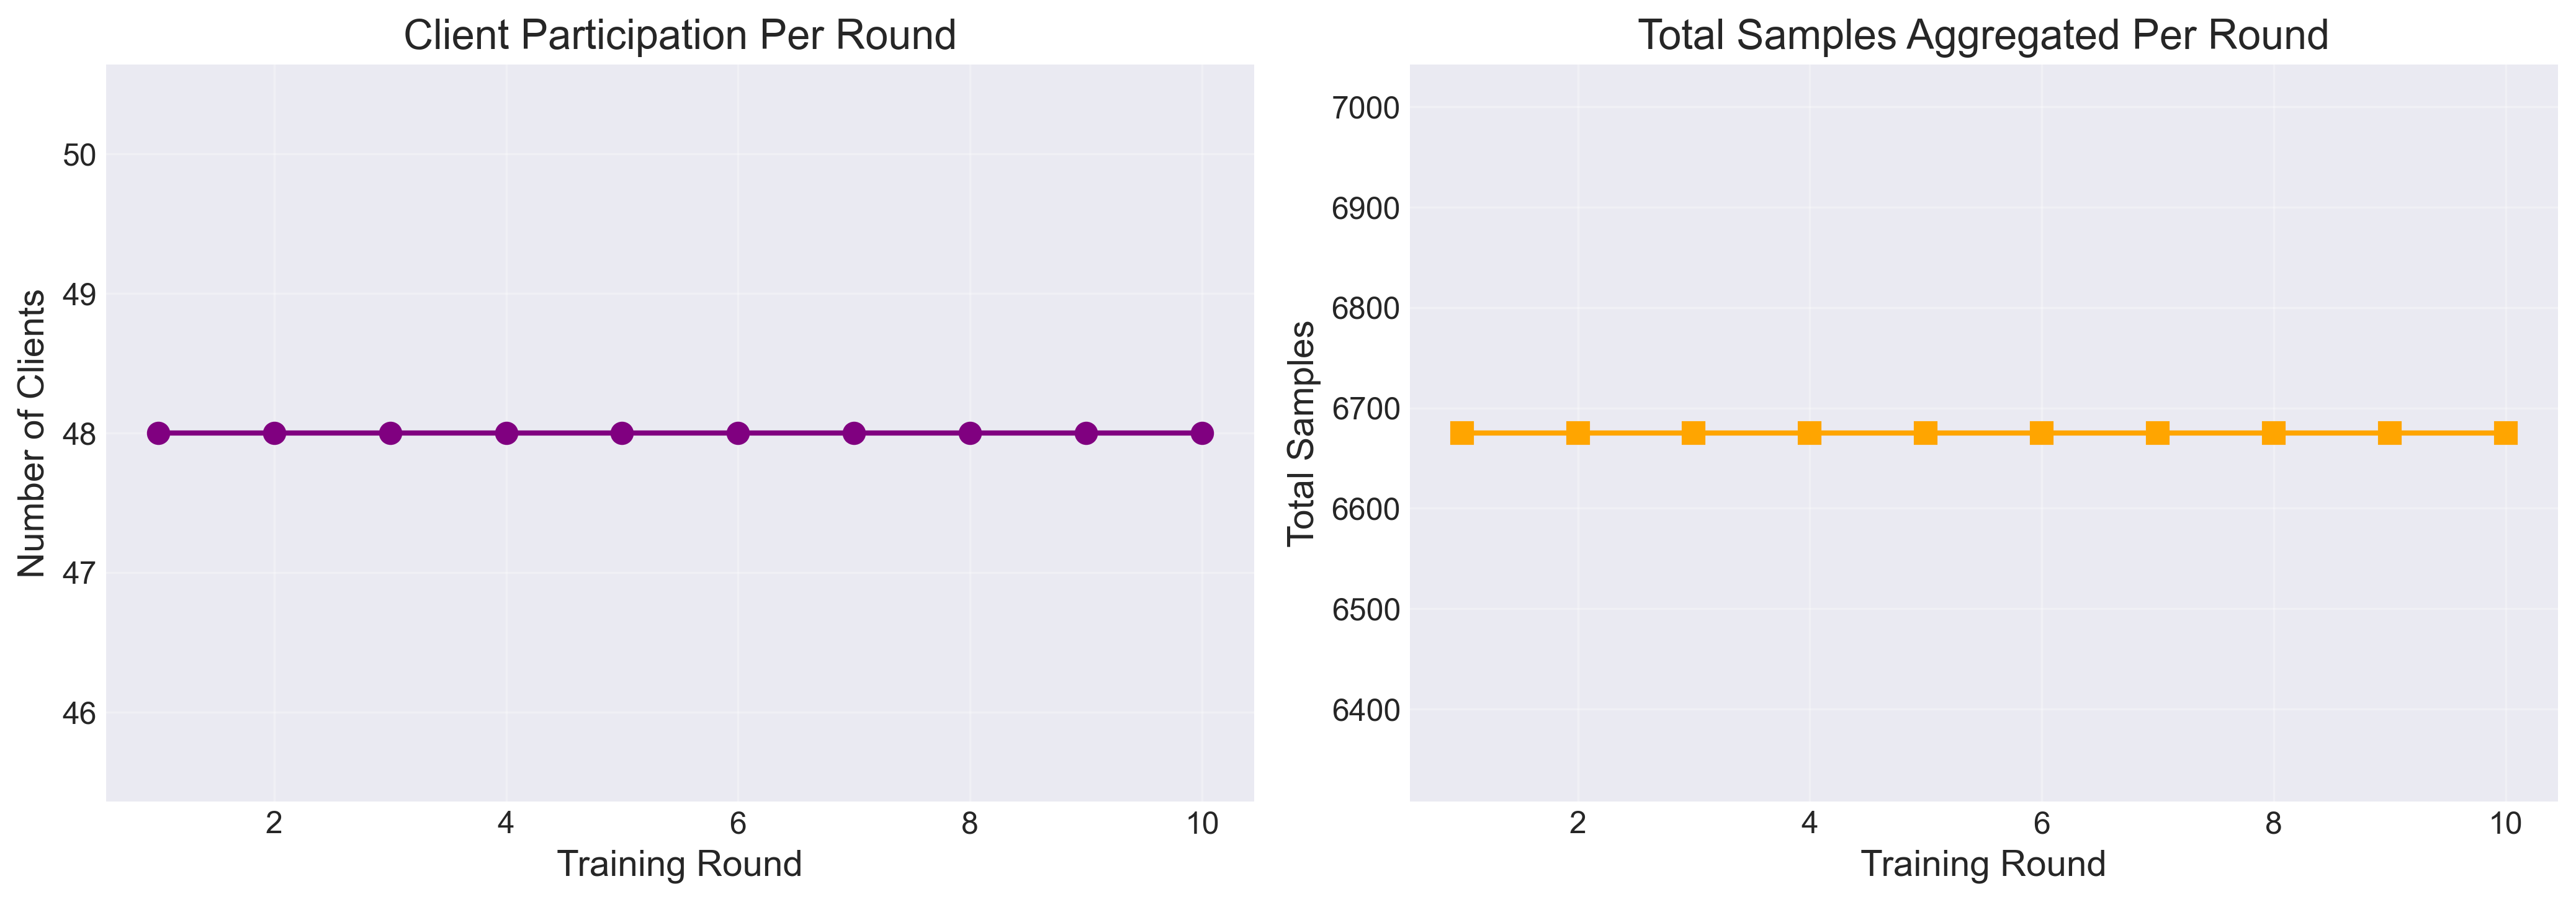 Client Participation Per Round
Number of Clients
50
49
48
47
46
2 4 6 8 10
Training Round
Total Samples Aggregated Per Round
Total Samples
7000
6900
6800
6700
6600
6500
6400
2 4 6 8 10
Training Round